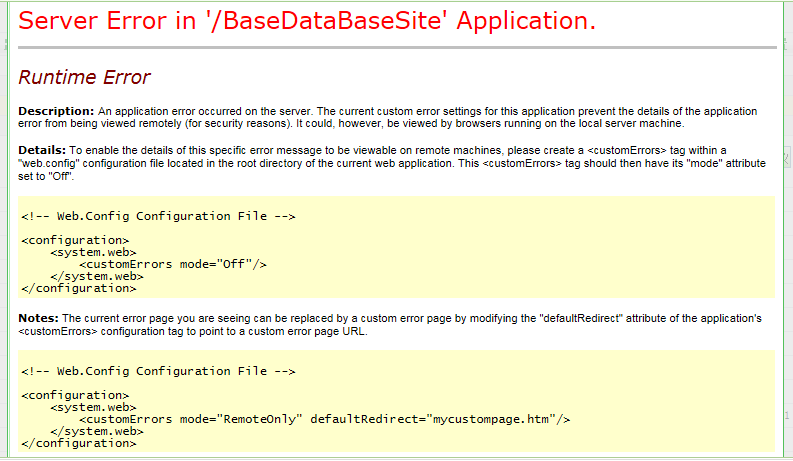 Server Error in '/BaseDataBaseSite' Application.
Runtime Error
Description: An application error occurred on the server. The current custom error settings for this application prevent the details of the application
error from being viewed remotely (for security reasons). It could, however, be viewed by browsers running on the local server machine.
Details: To enable the details of this specific error message to be viewable on remote machines, please create a <customErrors> tag within a
"web.config" configuration file located in the root directory of the current web application. This <customErrors> tag should then have its "mode" attribute
set to "Off".
<!-- Web.Config Configuration File -->
<configuration>
    <system.web>
        <customErrors mode="Off"/>
    </system.web>
</configuration>
Notes: The current error page you are seeing can be replaced by a custom error page by modifying the "defaultRedirect" attribute of the application's
<customErrors> configuration tag to point to a custom error page URL.
<!-- Web.Config Configuration File -->
<configuration>
    <system.web>
        <customErrors mode="RemoteOnly" defaultRedirect="mycustompage.htm"/>
    </system.web>
</configuration>